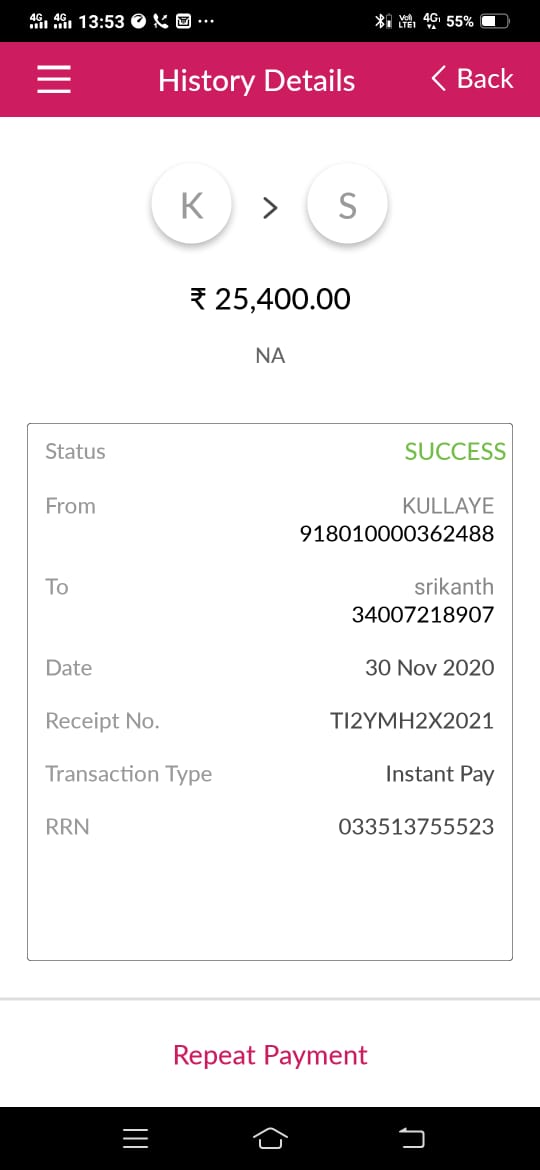 4G 4G 13:53 ... VoI) LTE1 4G 55%
History Details < Back
K > S
₹ 25,400.00
NA
Status SUCCESS
From KULLAYE
918010000362488
To srikanth
34007218907
Date 30 Nov 2020
Receipt No. TI2YMH2X2021
Transaction Type Instant Pay
RRN 033513755523
Repeat Payment